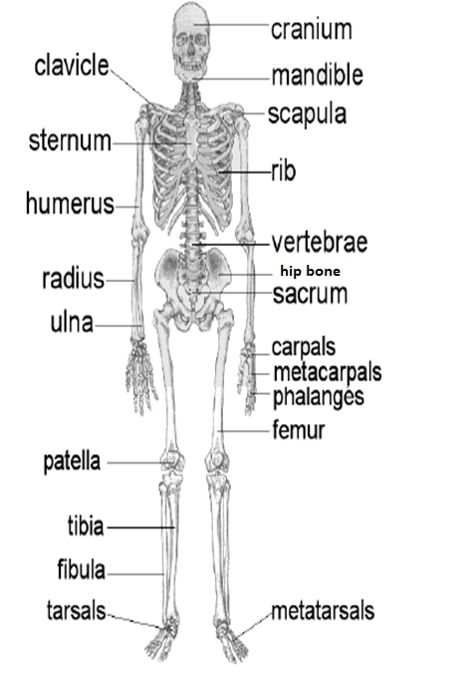 cranium
clavicle
mandible
scapula
sternum
rib
humerus
vertebrae
hip bone
radius
sacrum
ulna
carpals
metacarpals
phalanges
femur
patella
tibia
fibula
tarsals
metatarsals